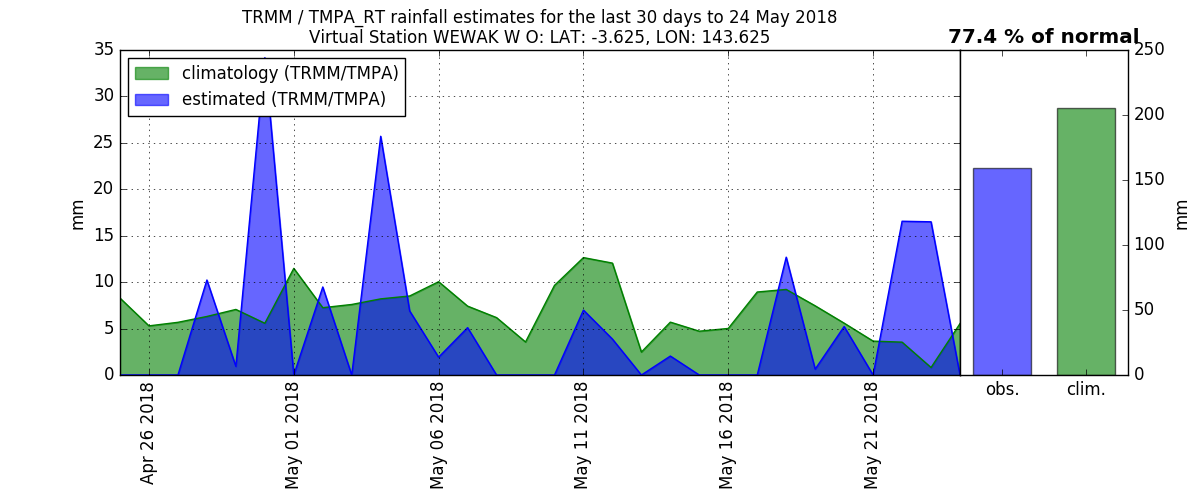 TRMM / TMPA_RT rainfall estimates for the last 30 days to 24 May 2018
Virtual Station WEWAK W O: LAT: -3.625, LON: 143.625
77.4 % of normal
climatology (TRMM/TMPA)
estimated (TRMM/TMPA)
35
30
25
20
15
10
5
0
mm
Apr 26 2018
May 01 2018
May 06 2018
May 11 2018
May 16 2018
May 21 2018
obs.
clim.
250
200
150
100
50
0
mm